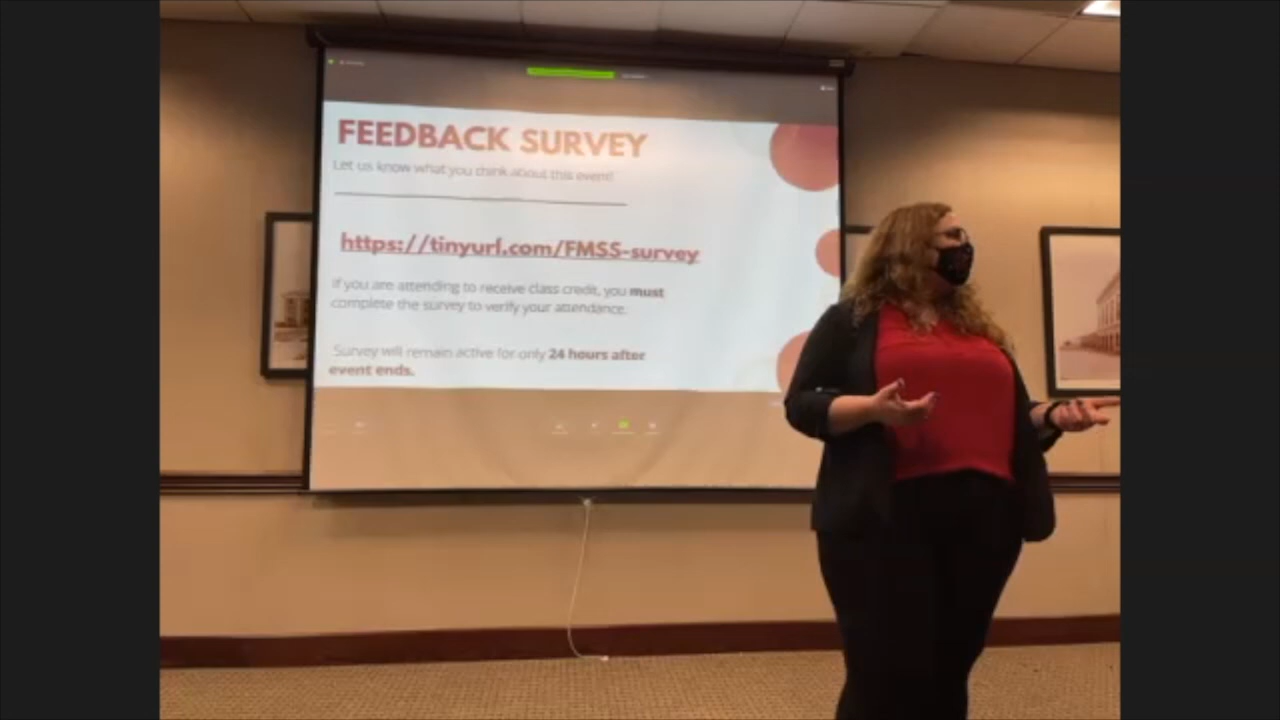 FEEDBACK SURVEY
Let us know what you think about this event!
https://tinyurl.com/FMSS-survey
If you are attending to receive class credit, you must
complete the survey to verify your attendance.
Survey will remain active for only 24 hours after
event ends.